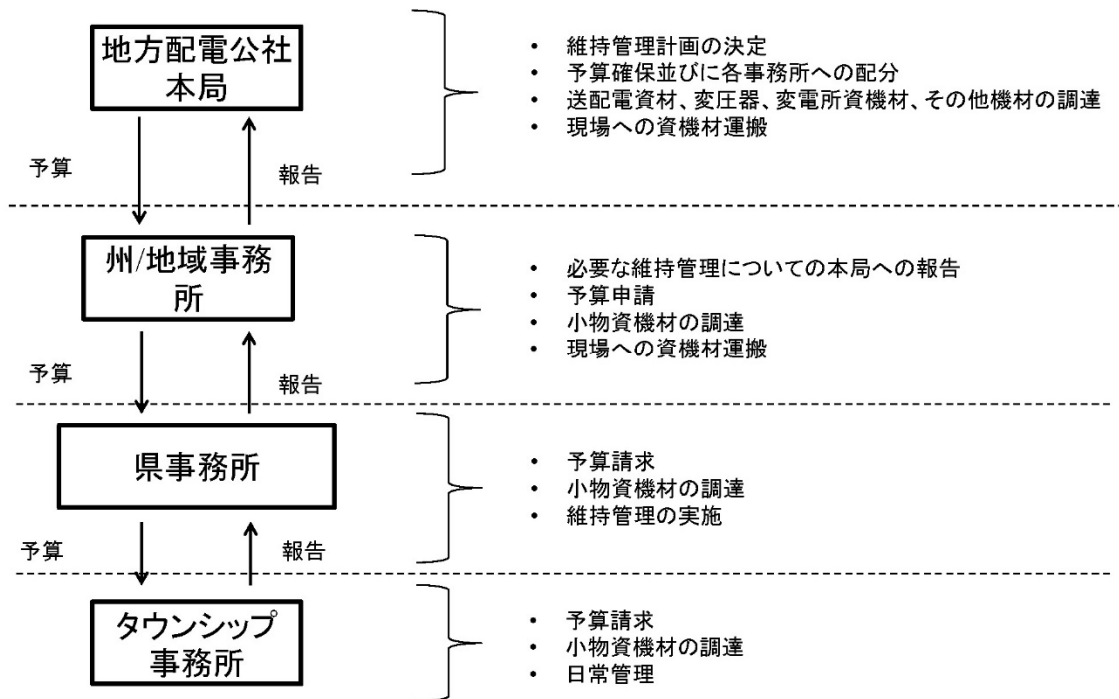 地方配電公社
本局
• 維持管理計画の決定
• 予算確保並びに各事務所への配分
• 送配電資材、変圧器、変電所資機材、その他機材の調達
• 現場への資機材運搬
予算
報告
州/地域事務
所
• 必要な維持管理についての本局への報告
• 予算申請
• 小物資機材の調達
• 現場への資機材運搬
予算
報告
県事務所
• 予算請求
• 小物資機材の調達
• 維持管理の実施
予算
報告
タウンシップ
事務所
• 予算請求
• 小物資機材の調達
• 日常管理